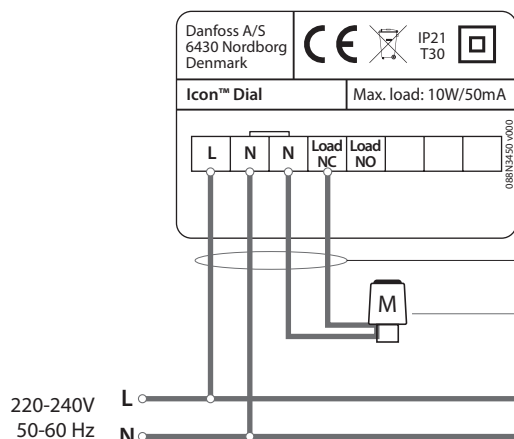 Danfoss A/S
6430 Nordborg
Denmark
CE
IP21
T30
Icon™ Dial
Max. load: 10W/50mA
L
N
N
Load
NC
Load
NO
088N3450 v000
M
220-240V
50-60 Hz
L
N